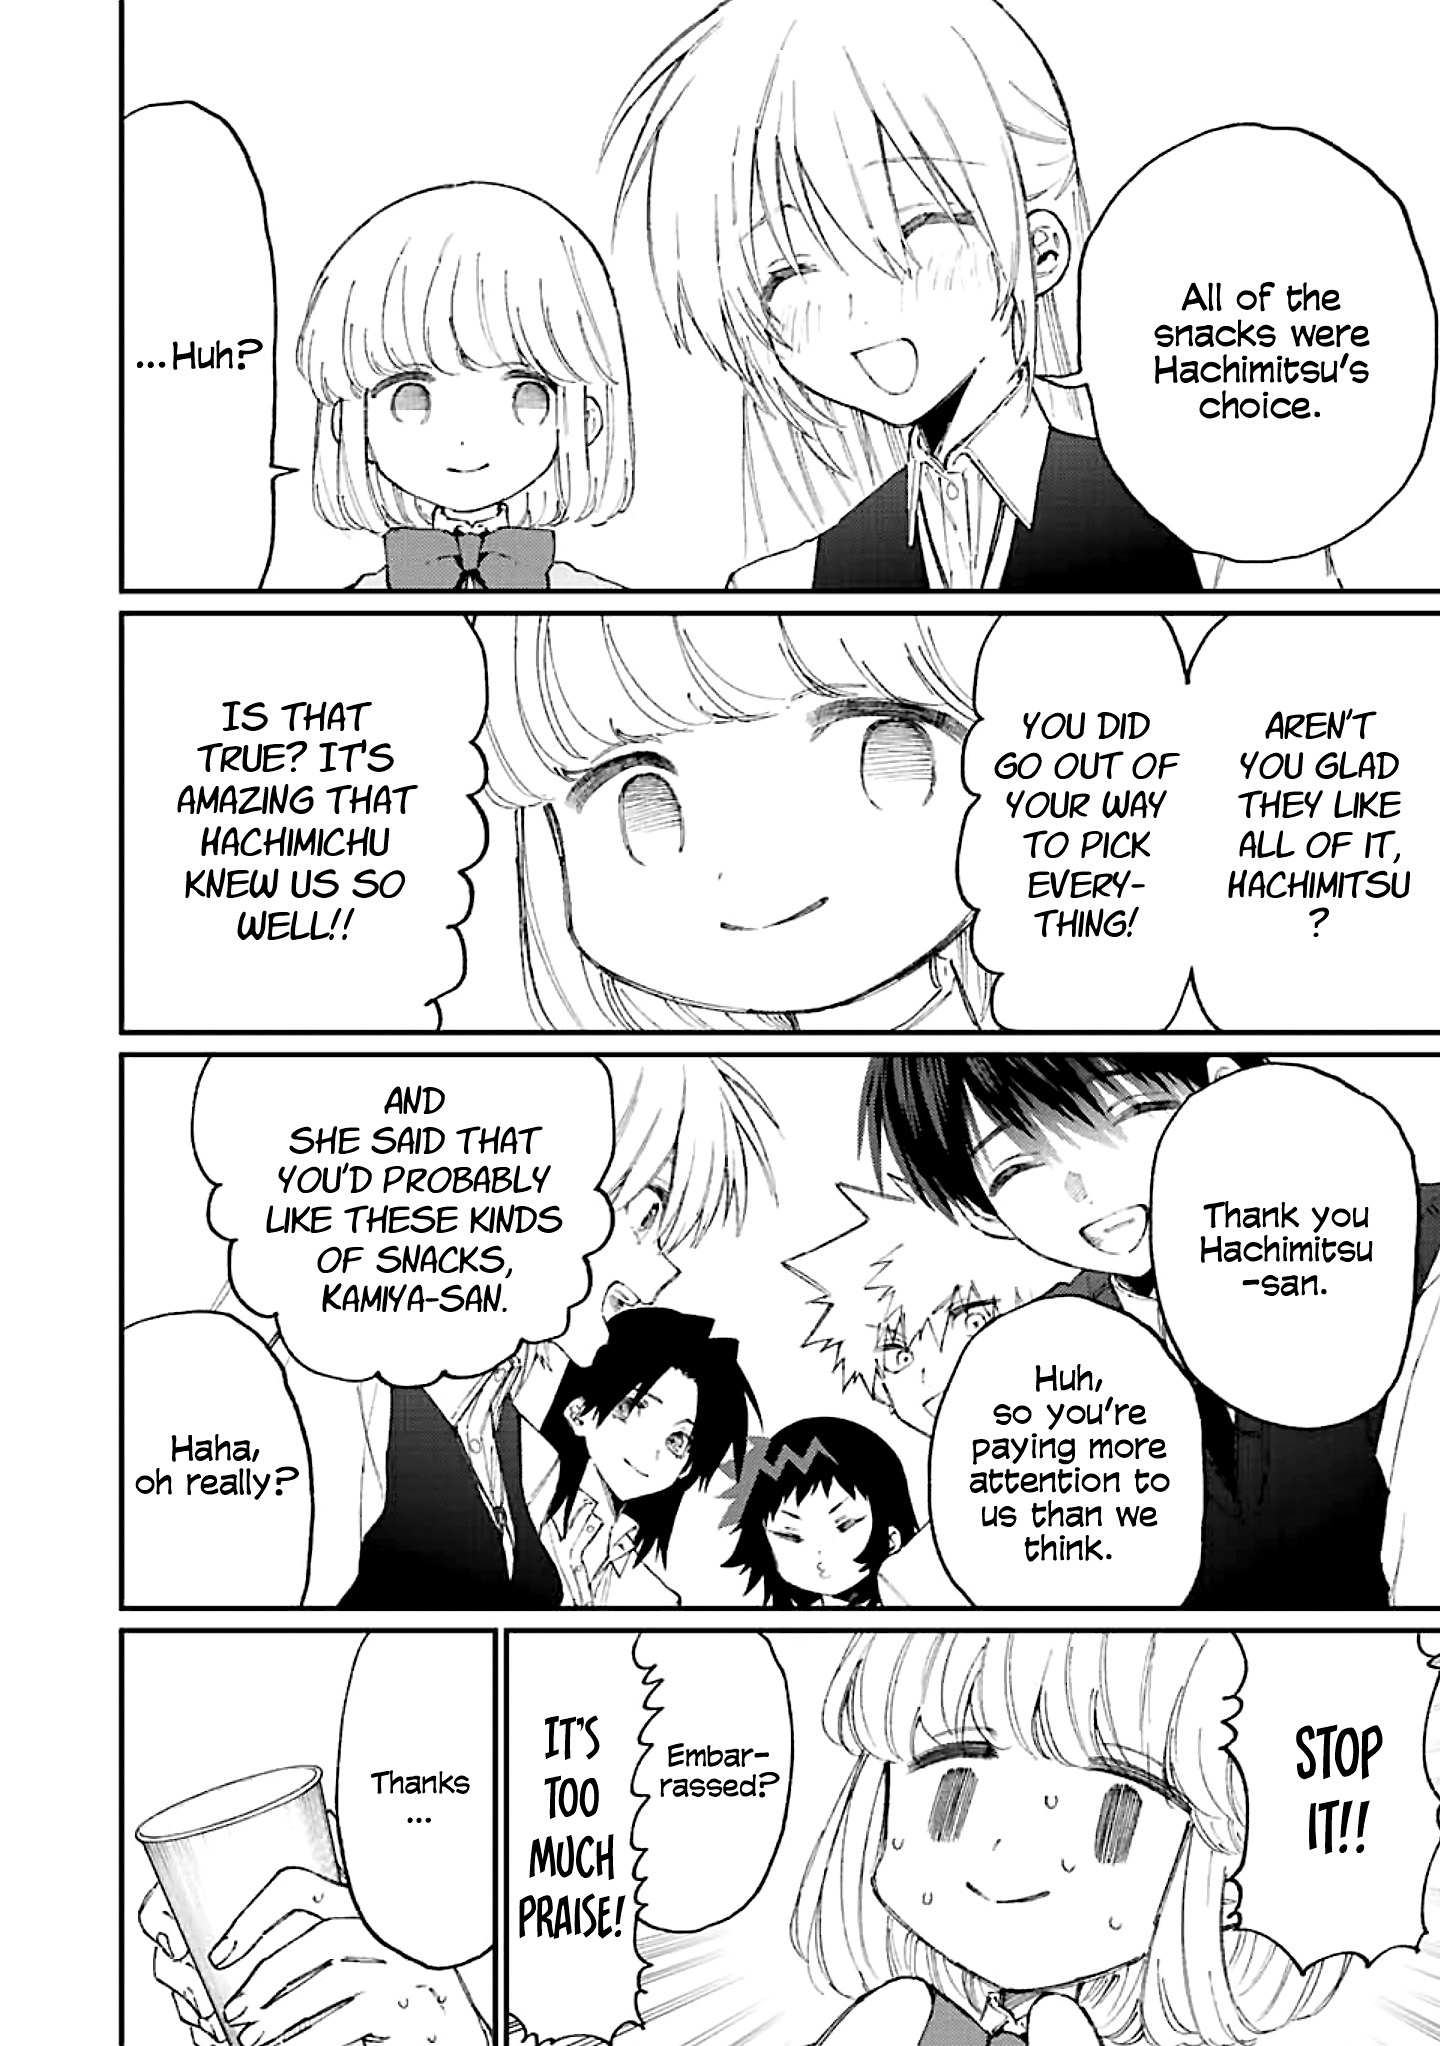 All of the
snacks were
Hachimitsu's
choice.
...Huh?
AREN'T
YOU GLAD
THEY LIKE
ALL OF IT,
HACHIMITSU
?
YOU DID
GO OUT OF
YOUR WAY
TO PICK
EVERY-
THING!
IS THAT
TRUE? IT'S
AMAZING THAT
HACHIMICHU
KNEW US SO
WELL!!
Thank you
Hachimitsu
-san.
Huh,
so you're
paying more
attention to
us than we
think.
AND
SHE SAID THAT
YOU'D PROBABLY
LIKE THESE KINDS
OF SNACKS,
KAMIYA-SAN.
Haha,
oh really?
STOP
IT!!
Embar-
rassed?
IT'S
TOO
MUCH
PRAISE!
Thanks
...